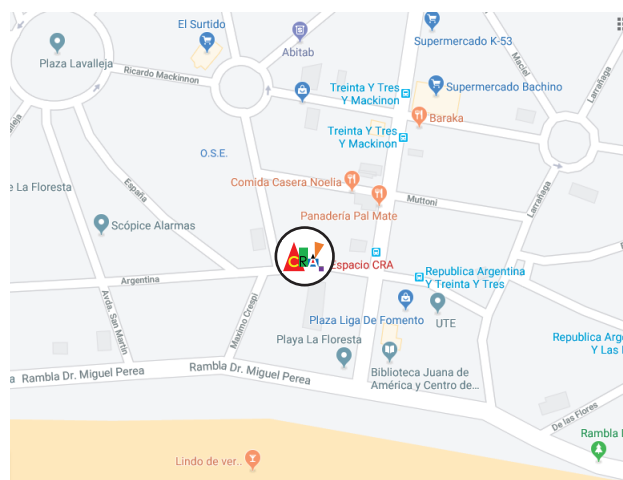 El Surtido
Abitab
Supermercado K-53
Plaza Lavalleja
Ricardo Mackinnon
Maciel
Larrañaga
Treinta Y Tres
Y Mackinon
Supermercado Bachino
Baraka
Treinta Y Tres
Y Mackinon
O.S.E.
Comida Casera Noelia
e La Floresta
España
Muttoni
Larrañaga
Panadería Pal Mate
Scópice Alarmas
CRA
Espacio CRA
Republica Argentina
Y Treinta Y Tres
Argentina
Avda. San Martin
Maximo Crespi
Plaza Liga De Fomento
UTE
Playa La Floresta
Republica Arg
Y Las
Biblioteca Juana de
América y Centro de...
a
Rambla Dr. Miguel Perea
Rambla Dr. Miguel Perea
De las Flores
Rambla
Lindo de ver..